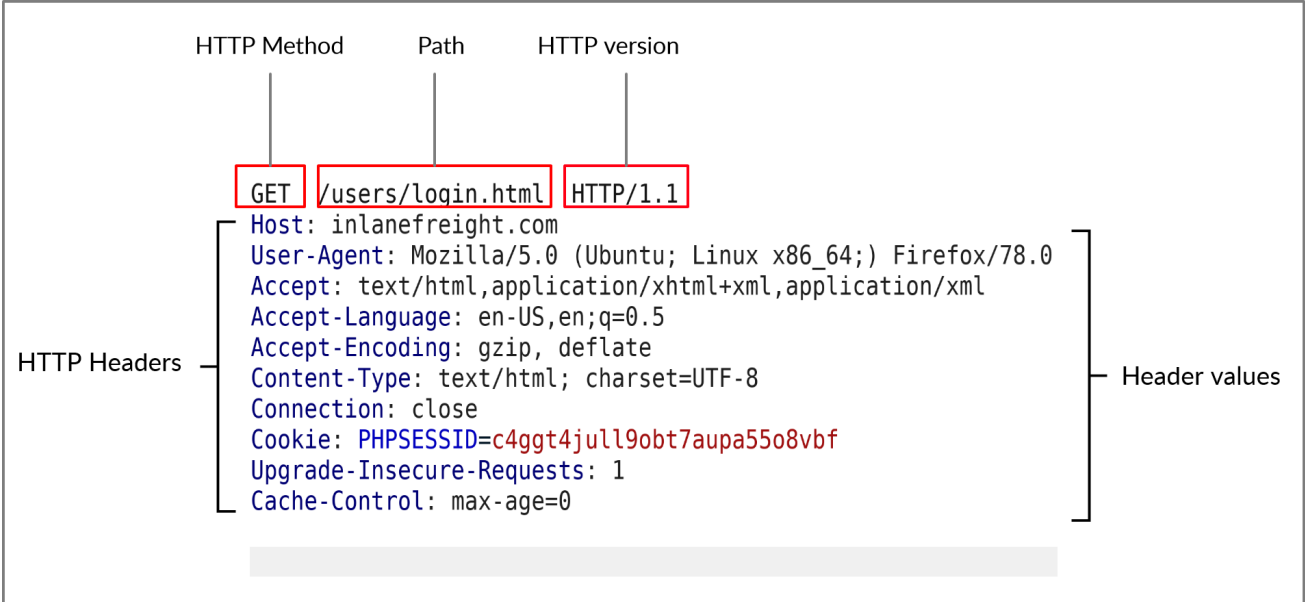 HTTP Method Path HTTP version
GET /users/login.html HTTP/1.1
Host: inlanefreight.com
User-Agent: Mozilla/5.0 (Ubuntu; Linux x86_64;) Firefox/78.0
Accept: text/html,application/xhtml+xml,application/xml
Accept-Language: en-US,en;q=0.5
Accept-Encoding: gzip, deflate
HTTP Headers
Content-Type: text/html; charset=UTF-8
Header values
Connection: close
Cookie: PHPSESSID=c4ggt4jull9obt7aupa55o8vbf
Upgrade-Insecure-Requests: 1
Cache-Control: max-age=0